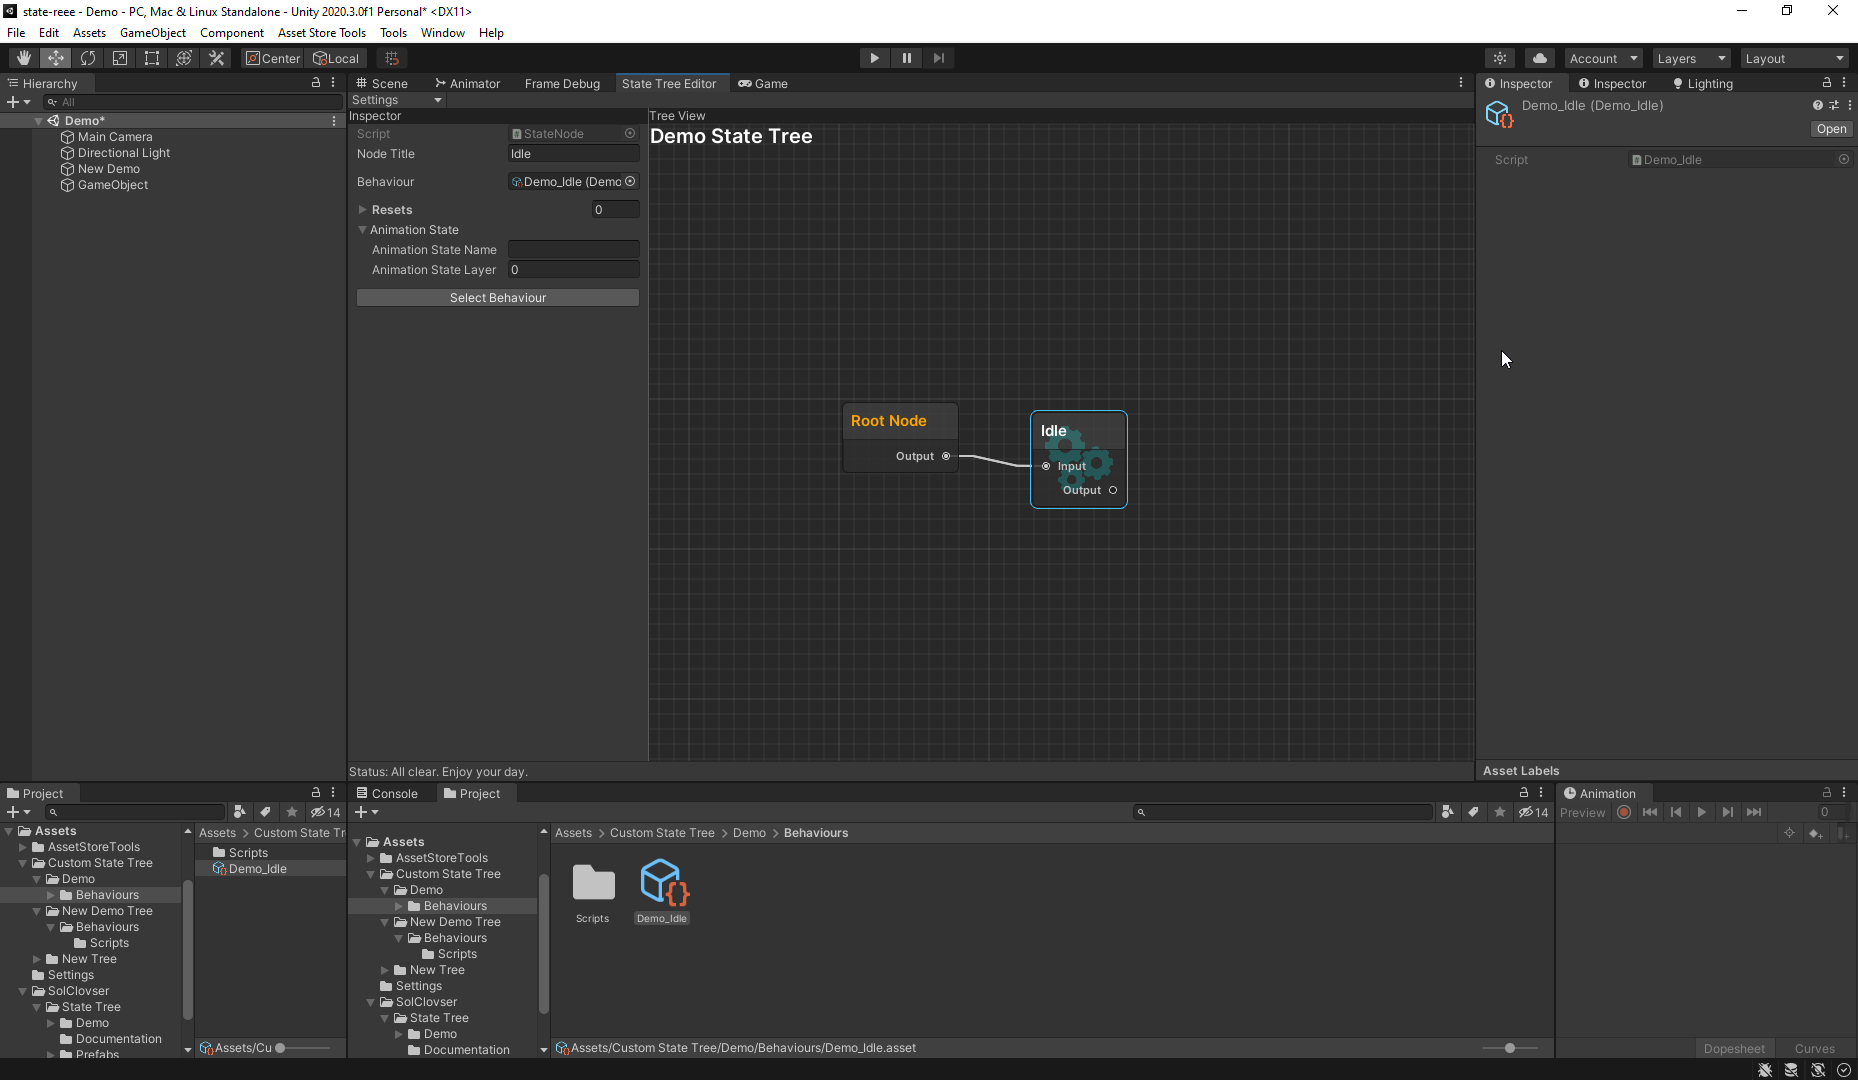 state-reee - Demo - PC, Mac & Linux Standalone - Unity 2020.3.0f1 Personal* <DX11>
File Edit Assets GameObject Component Asset Store Tools Tools Window Help
Center Local Account Layers Layout
Hierarchy
All
Demo*
Main Camera
Directional Light
New Demo
GameObject
Scene Animator Frame Debug State Tree Editor Game
Settings
Inspector
Script StateNode
Node Title Idle
Behaviour Demo_Idle (Demo
Resets 0
Animation State
Animation State Name
Animation State Layer 0
Select Behaviour
Tree View
Demo State Tree
Root Node
Output
Idle
Input
Output
Status: All clear. Enjoy your day.
Inspector Inspector Lighting
Demo_Idle (Demo_Idle)
Open
Script Demo_Idle
Asset Labels
Project
14
Assets
AssetStoreTools
Custom State Tree
Demo
Behaviours
New Demo Tree
Behaviours
Scripts
New Tree
Settings
SolClovser
State Tree
Demo
Documentation
Prefabs
Assets > Custom State Tr
Scripts
Demo_Idle
Assets/Cu
Console Project
14
Assets
AssetStoreTools
Custom State Tree
Demo
Behaviours
New Demo Tree
Behaviours
Scripts
New Tree
Settings
SolClovser
State Tree
Demo
Documentation
Assets > Custom State Tree > Demo > Behaviours
Scripts
Demo_Idle
Assets/Custom State Tree/Demo/Behaviours/Demo_Idle.asset
Animation
Preview 0
Dopesheet Curves